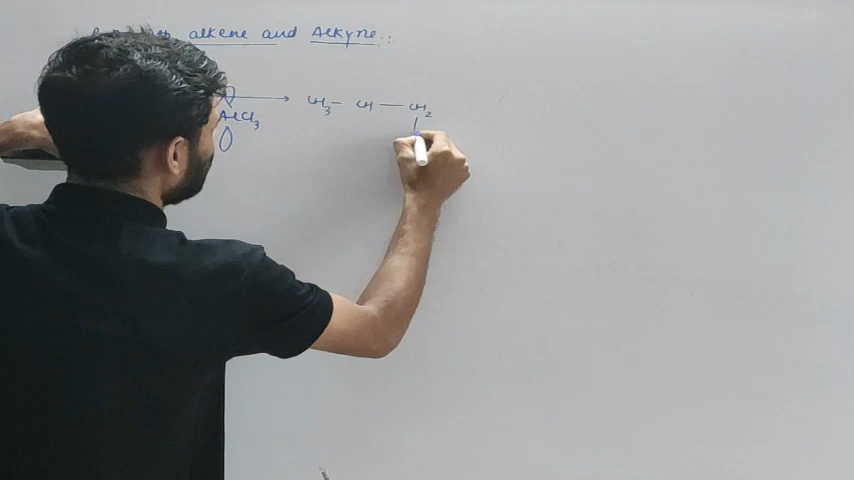 alkene and Alkyne...
AlCl3 CH3 — CH — CH2